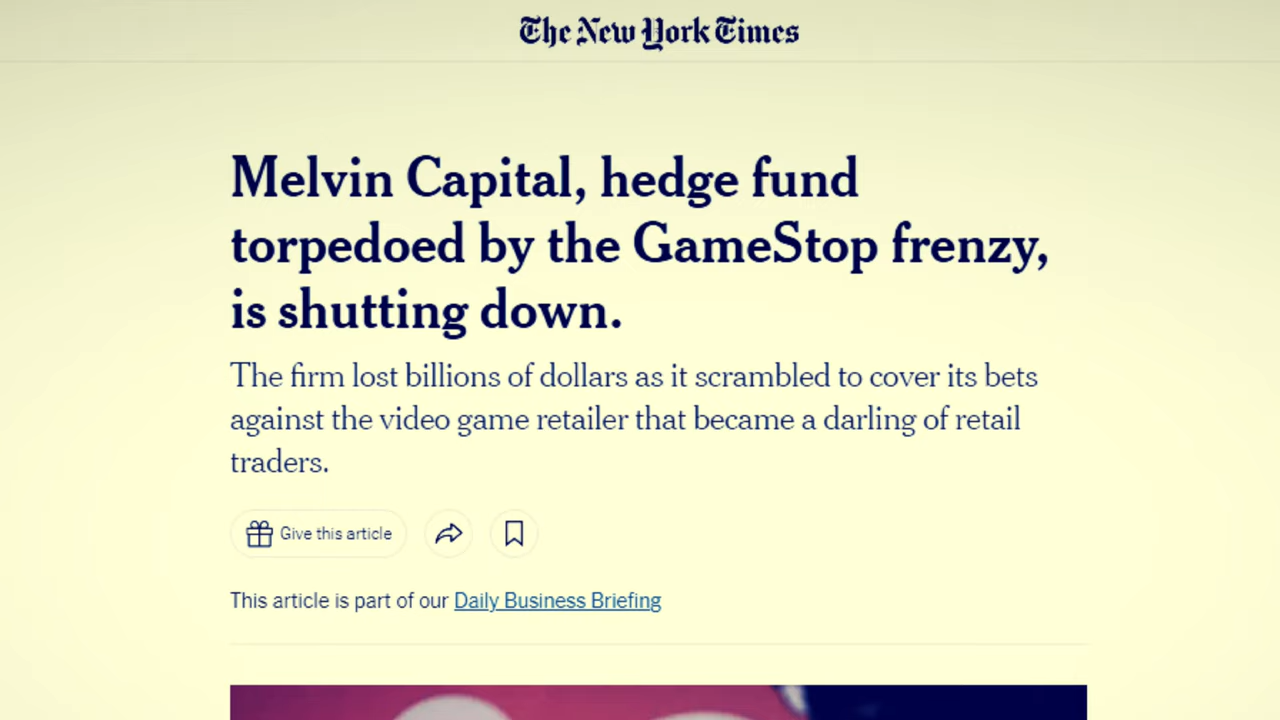 The New York Times
Melvin Capital, hedge fund
torpedoed by the GameStop frenzy,
is shutting down.
The firm lost billions of dollars as it scrambled to cover its bets
against the video game retailer that became a darling of retail
traders.
Give this article
This article is part of our Daily Business Briefing